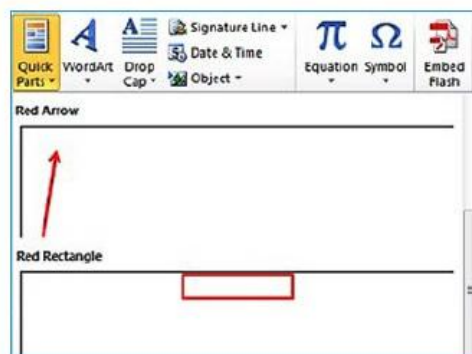 Signature Line
Date & Time
Object
Quick Parts
WordArt
Drop Cap
Equation
Symbol
Embed Flash
Red Arrow
Red Rectangle